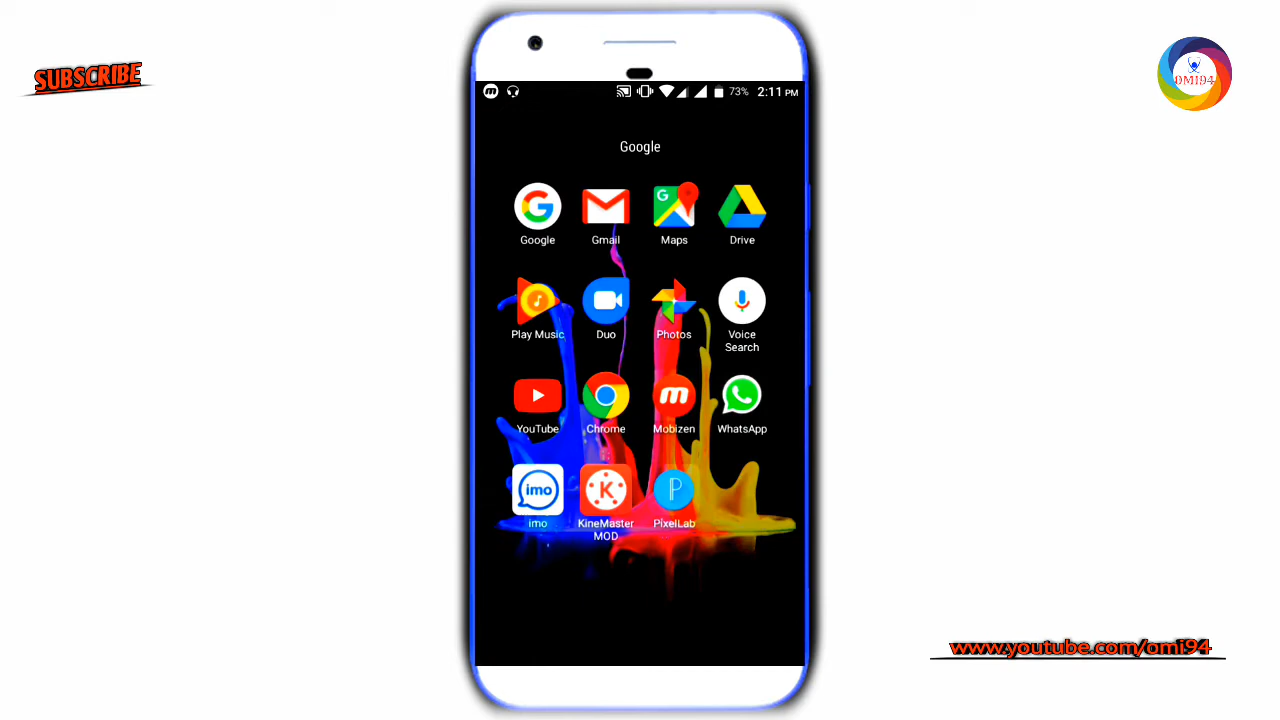 SUBSCRIBE
OMI94
73% 2:11 PM
Google
Google Gmail Maps Drive
Play Music Duo Photos Voice Search
YouTube Chrome Mobizen WhatsApp
imo KineMaster MOD PixelLab
www.youtube.com/omi94